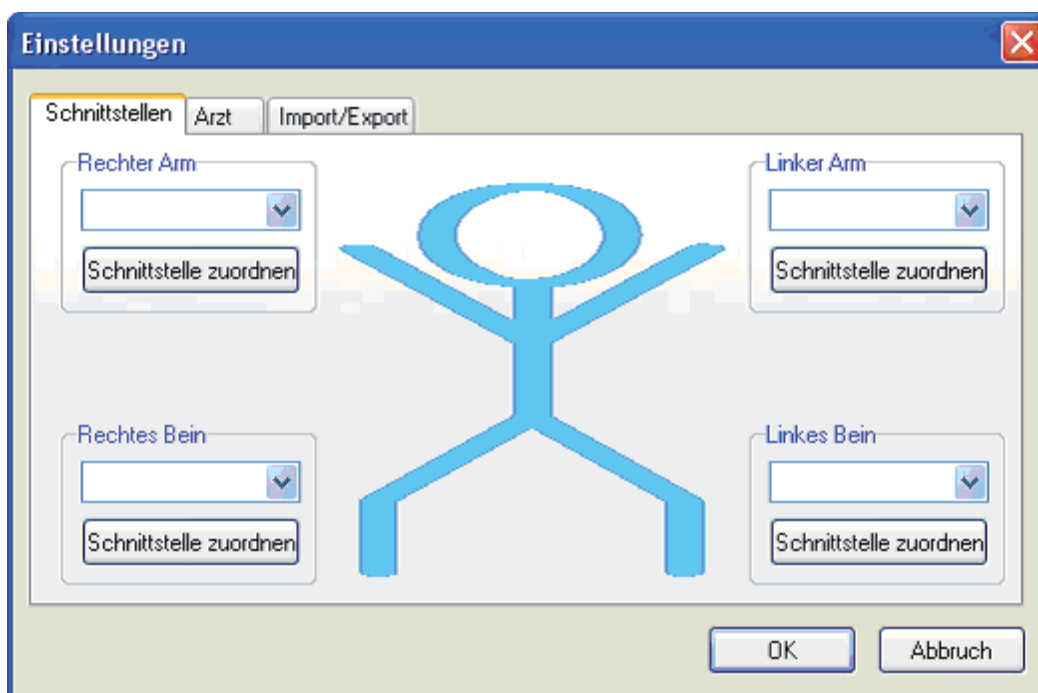 Einstellungen
Schnittstellen
Arzt
Import/Export
Rechter Arm
Linker Arm
Schnittstelle zuordnen
Schnittstelle zuordnen
Rechtes Bein
Linkes Bein
Schnittstelle zuordnen
Schnittstelle zuordnen
OK
Abbruch